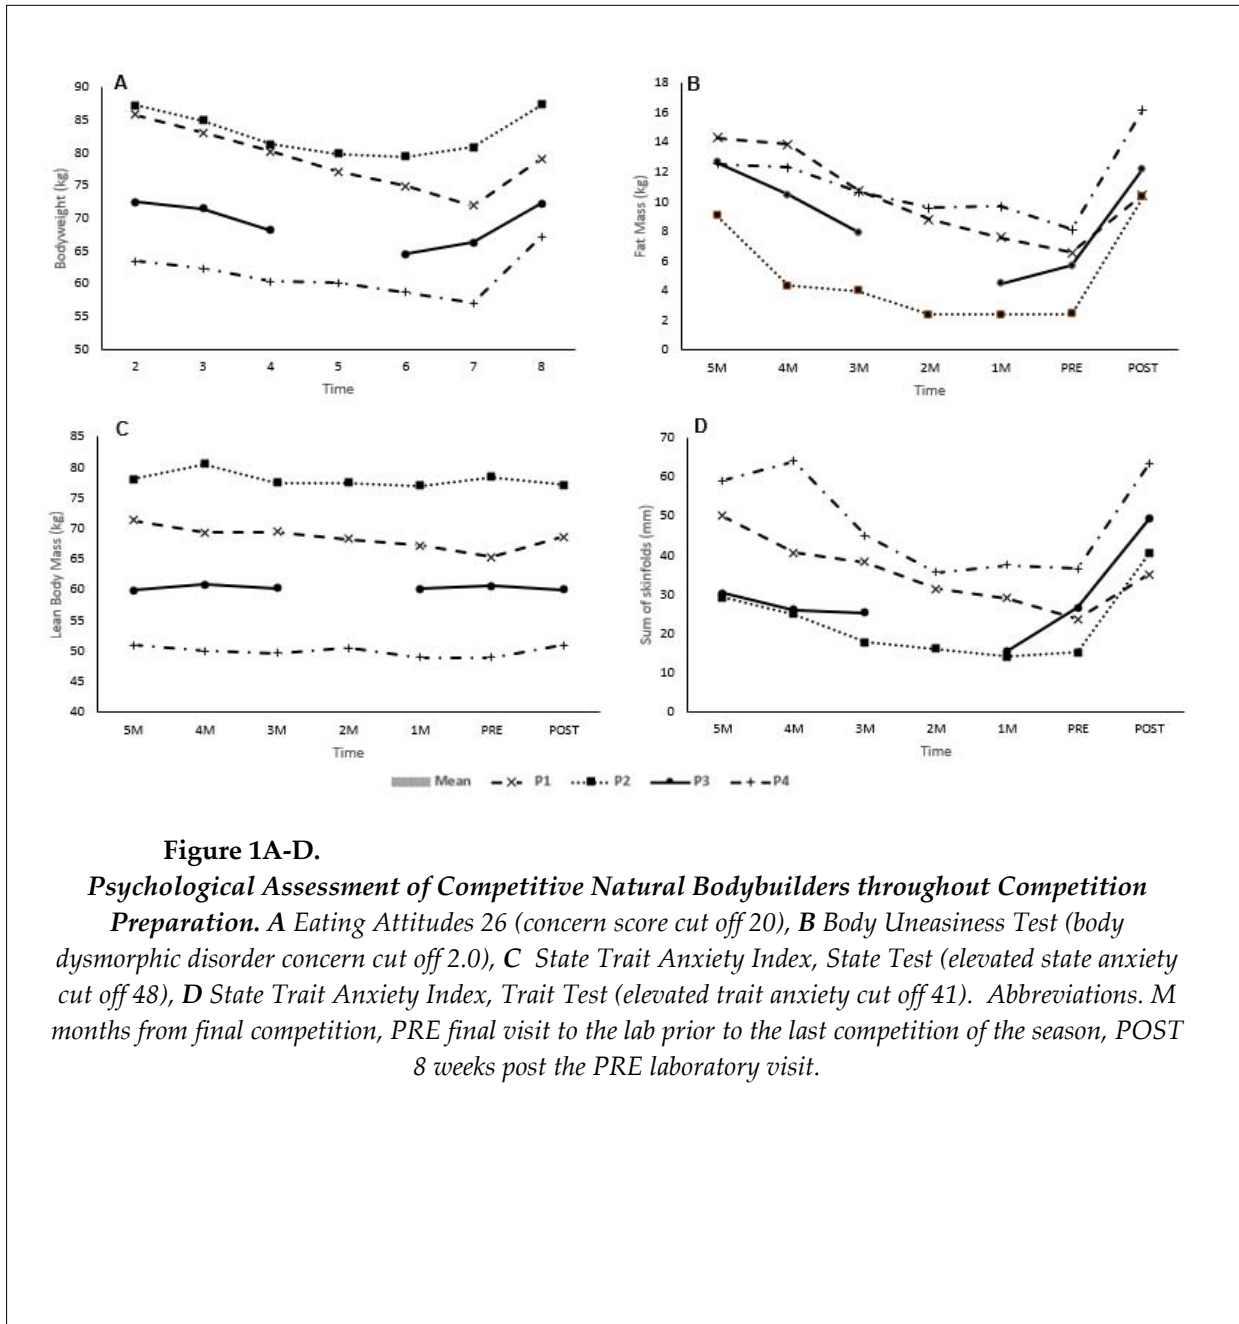 A
Bodyweight (kg)
90
85
80
75
70
65
60
55
50
2 3 4 5 6 7 8
Time
B
Fat Mass (kg)
18
16
14
12
10
8
6
4
2
0
5M 4M 3M 2M 1M PRE POST
Time
C
Lean Body Mass (kg)
85
80
75
70
65
60
55
50
45
40
5M 4M 3M 2M 1M PRE POST
Time
D
Sum of skinfolds (mm)
70
60
50
40
30
20
10
0
5M 4M 3M 2M 1M PRE POST
Time
Mean P1 P2 P3 P4
Figure 1A-D.
Psychological Assessment of Competitive Natural Bodybuilders throughout Competition
Preparation. A Eating Attitudes 26 (concern score cut off 20), B Body Uneasiness Test (body
dysmorphic disorder concern cut off 2.0), C State Trait Anxiety Index, State Test (elevated state anxiety
cut off 48), D State Trait Anxiety Index, Trait Test (elevated trait anxiety cut off 41). Abbreviations. M
months from final competition, PRE final visit to the lab prior to the last competition of the season, POST
8 weeks post the PRE laboratory visit.